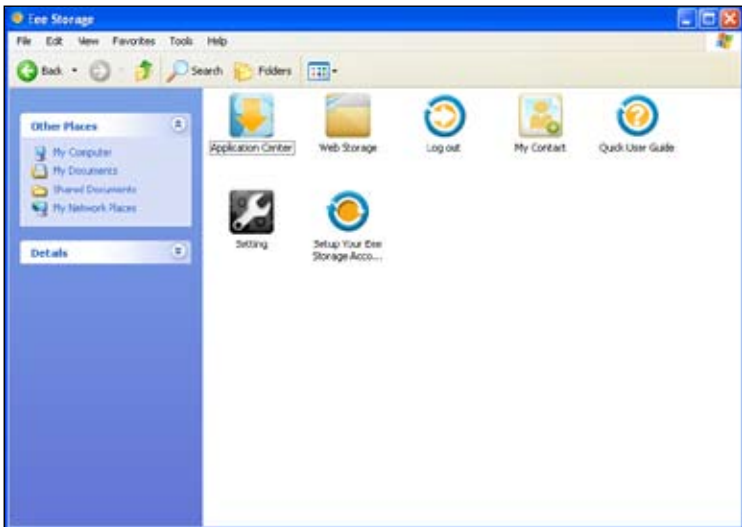 Eee Storage
File Edit View Favorites Tools Help
Back Search Folders
Other Places
My Computer
My Documents
Shared Documents
My Network Places
Details
Application Center Web Storage Log out My Contact Quick User Guide
Setting Setup Your Eee
Storage Acco...